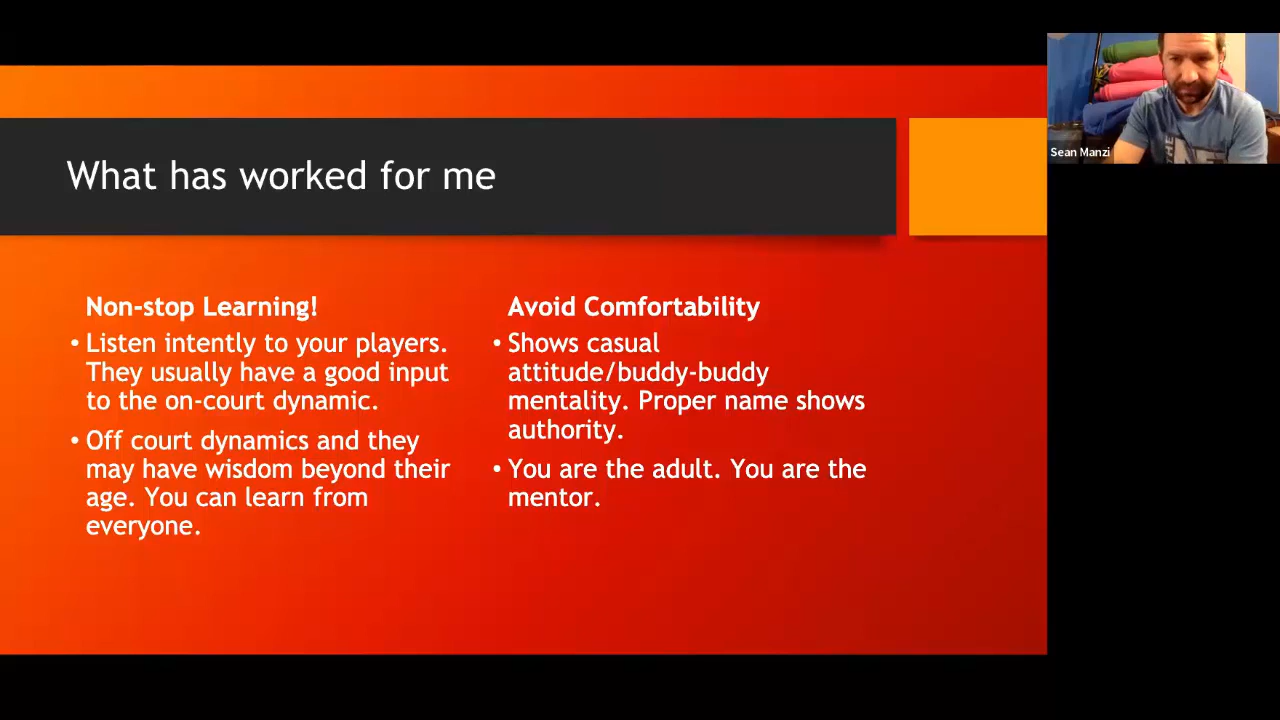 What has worked for me
Non-stop Learning!
• Listen intently to your players.
They usually have a good input
to the on-court dynamic.
• Off court dynamics and they
may have wisdom beyond their
age. You can learn from
everyone.
Avoid Comfortability
• Shows casual
attitude/buddy-buddy
mentality. Proper name shows
authority.
• You are the adult. You are the
mentor.
Sean Manzi
THE